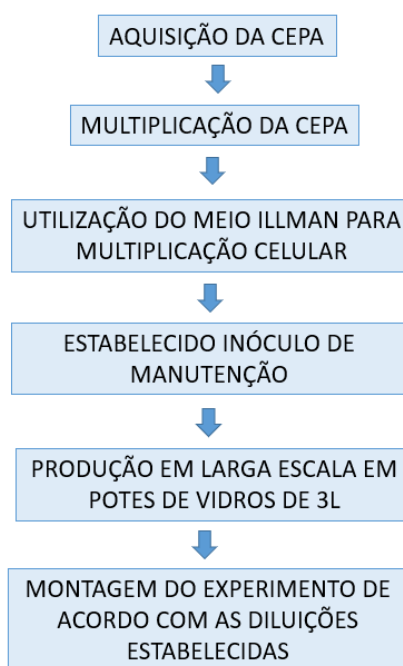 AQUISIÇÃO DA CEPA
MULTIPLICAÇÃO DA CEPA
UTILIZAÇÃO DO MEIO ILLMAN PARA
MULTIPLICAÇÃO CELULAR
ESTABELECIDO INÓCULO DE
MANUTENÇÃO
PRODUÇÃO EM LARGA ESCALA EM
POTES DE VIDROS DE 3L
MONTAGEM DO EXPERIMENTO DE
ACORDO COM AS DILUIÇÕES
ESTABELECIDAS